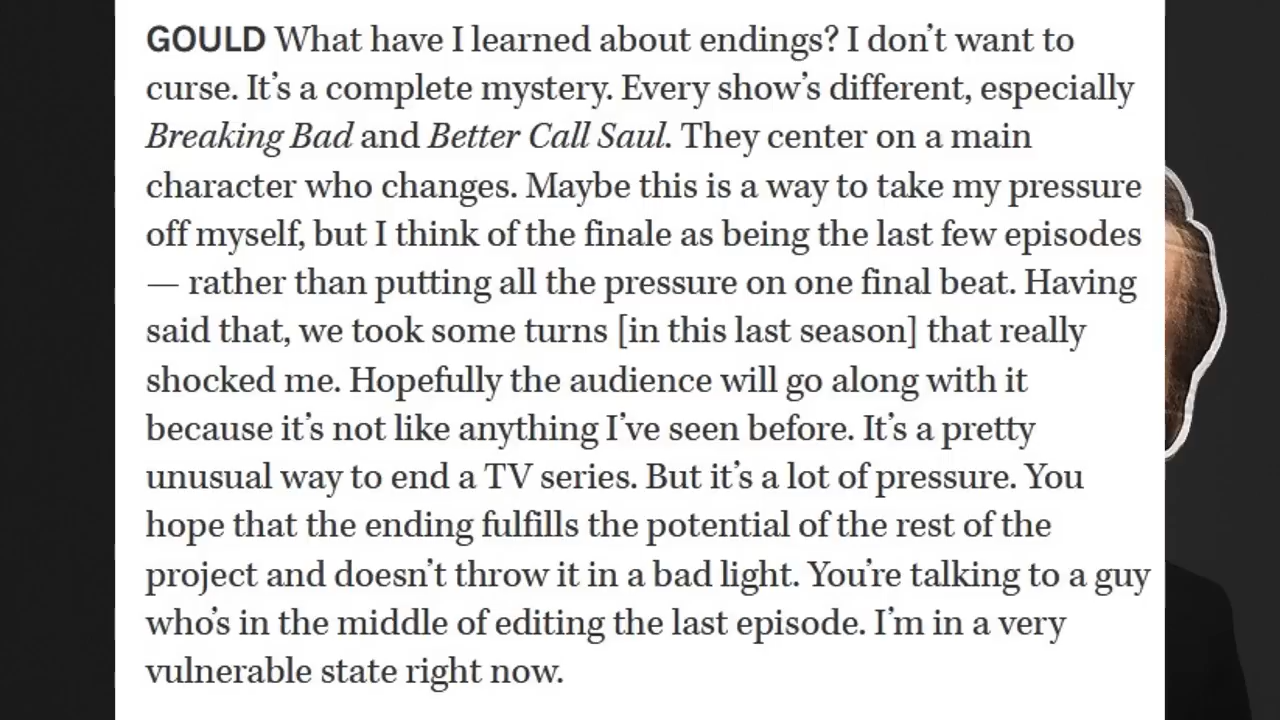 GOULD What have I learned about endings? I don’t want to
curse. It’s a complete mystery. Every show’s different, especially
Breaking Bad and Better Call Saul. They center on a main
character who changes. Maybe this is a way to take my pressure
off myself, but I think of the finale as being the last few episodes
— rather than putting all the pressure on one final beat. Having
said that, we took some turns [in this last season] that really
shocked me. Hopefully the audience will go along with it
because it’s not like anything I’ve seen before. It’s a pretty
unusual way to end a TV series. But it’s a lot of pressure. You
hope that the ending fulfills the potential of the rest of the
project and doesn’t throw it in a bad light. You’re talking to a guy
who’s in the middle of editing the last episode. I’m in a very
vulnerable state right now.